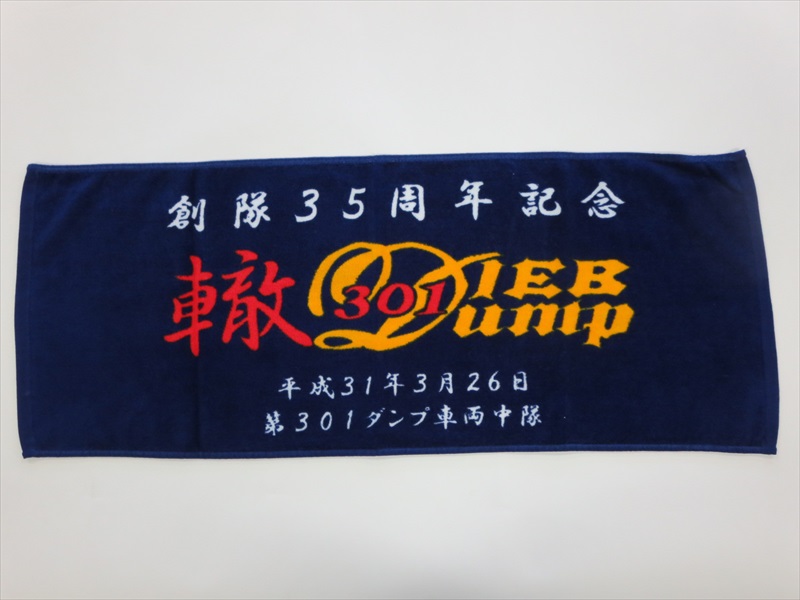 創隊35周年記念
轍 301 1EB
Dump
平成31年3月26日
第301ダンプ車両中隊